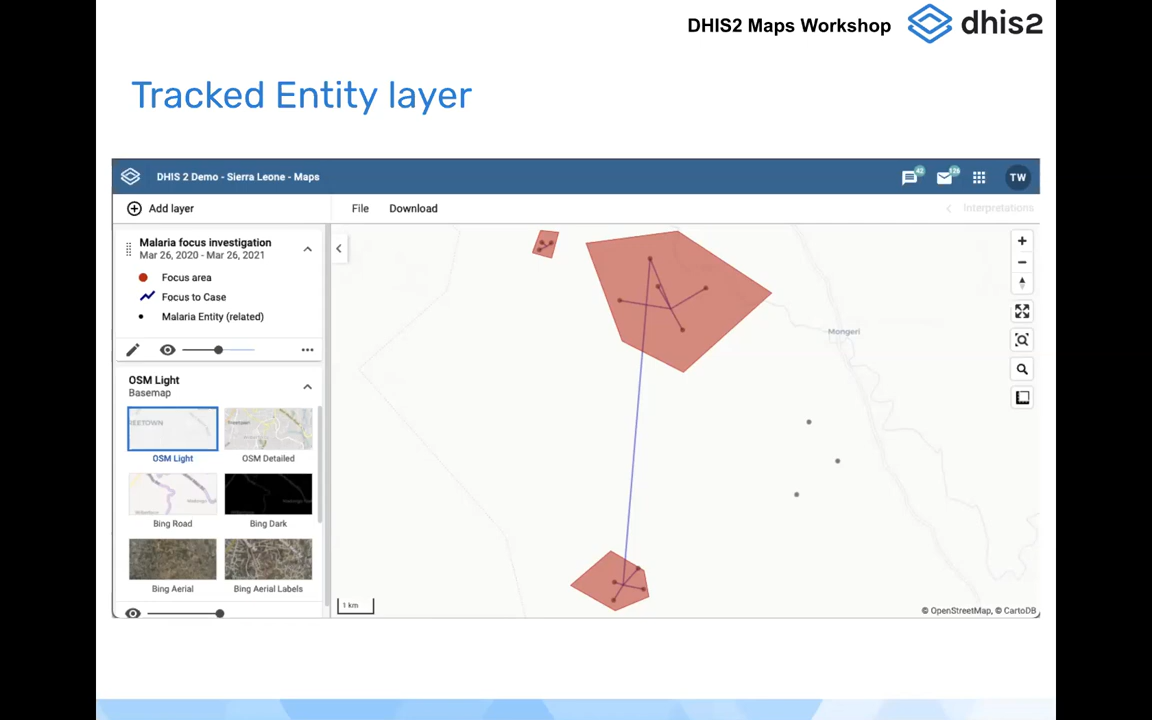 DHIS2 Maps Workshop
dhis2
Tracked Entity layer
DHIS 2 Demo - Sierra Leone - Maps
42
126
TW
Add layer
File
Download
Interpretations
Malaria focus investigation
Mar 26, 2020 - Mar 26, 2021
Focus area
Focus to Case
Malaria Entity (related)
OSM Light
Basemap
REETOWN
OSM Light
OSM Detailed
Bing Road
Bing Dark
Bing Aerial
Bing Aerial Labels
Mongeri
1 km
© OpenStreetMap, © CartoDB